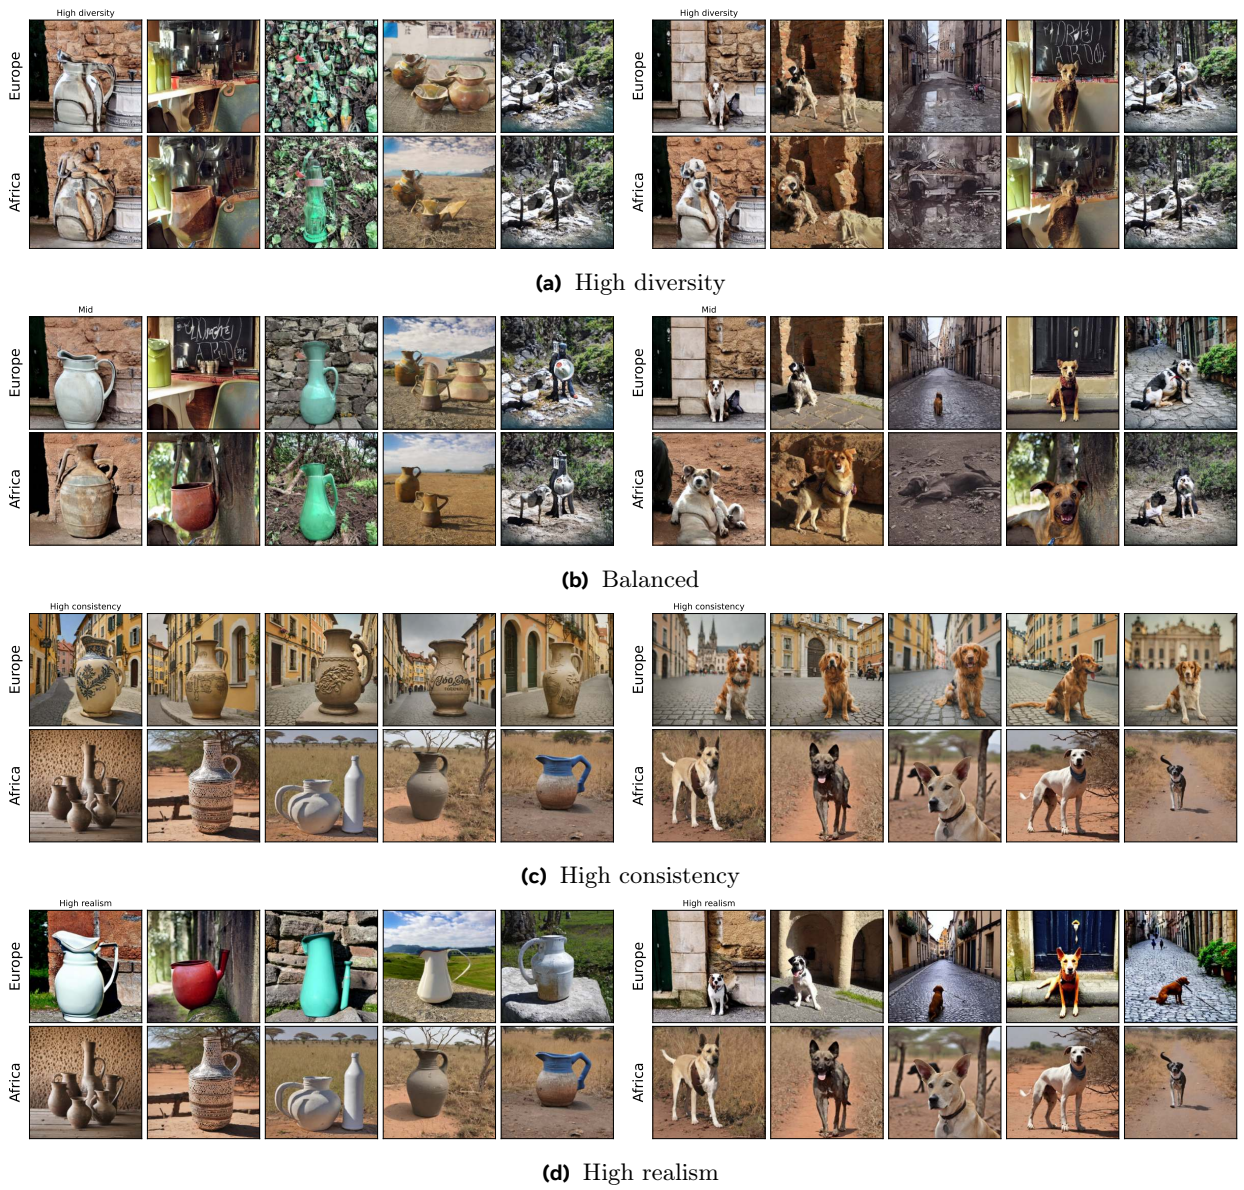 High diversity
High diversity
Europe
Europe
Africa
Africa
(a) High diversity
Mid
Mid
Europe
Europe
Africa
Africa
(b) Balanced
High consistency
High consistency
Europe
Europe
Africa
Africa
(c) High consistency
High realism
High realism
Europe
Europe
Africa
Africa
(d) High realism